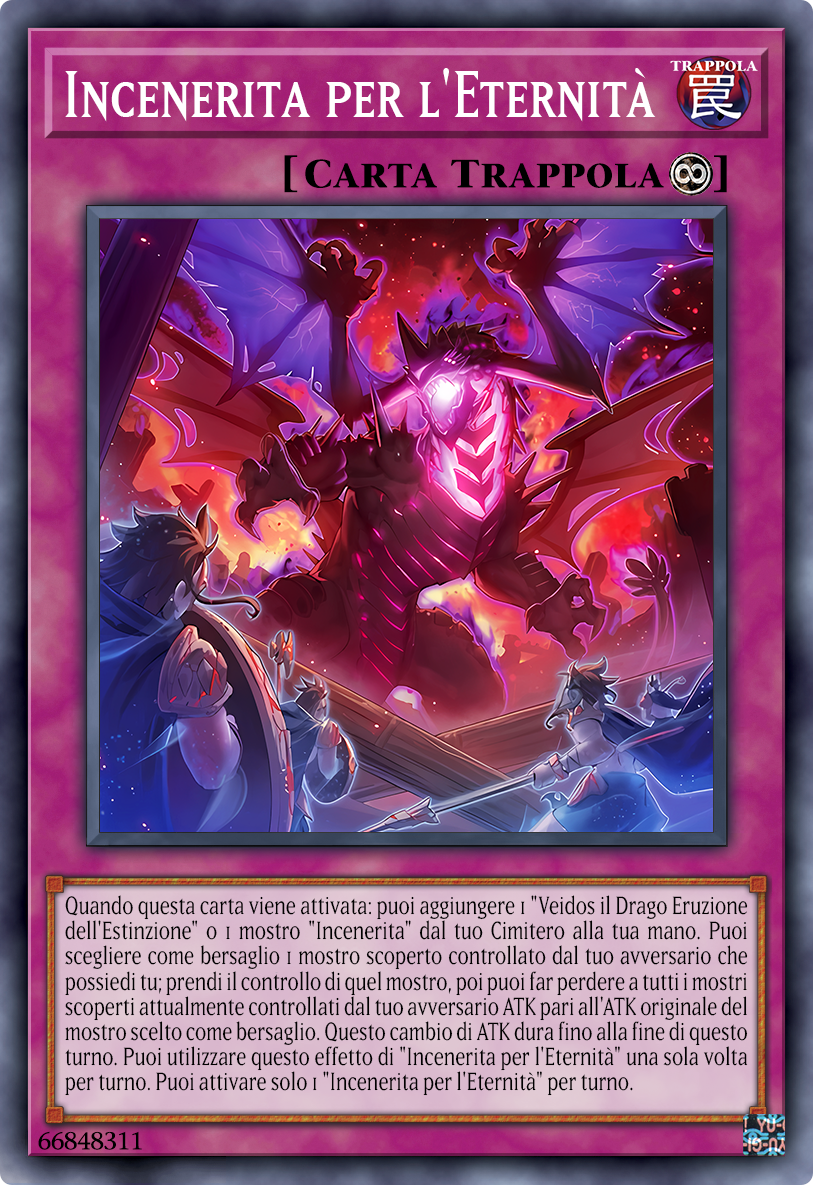 Incenerita per l'Eternità
TRAPPOLA
罠
[Carta Trappola]
Quando questa carta viene attivata: puoi aggiungere 1 "Veidos il Drago Eruzione
dell'Estinzione" o 1 mostro "Incenerita" dal tuo Cimitero alla tua mano. Puoi
scegliere come bersaglio 1 mostro scoperto controllato dal tuo avversario che
possiedi tu; prendi il controllo di quel mostro, poi puoi far perdere a tutti i mostri
scoperti attualmente controllati dal tuo avversario ATK pari all'ATK originale del
mostro scelto come bersaglio. Questo cambio di ATK dura fino alla fine di questo
turno. Puoi utilizzare questo effetto di "Incenerita per l'Eternità" una sola volta
per turno. Puoi attivare solo 1 "Incenerita per l'Eternità" per turno.
66848311